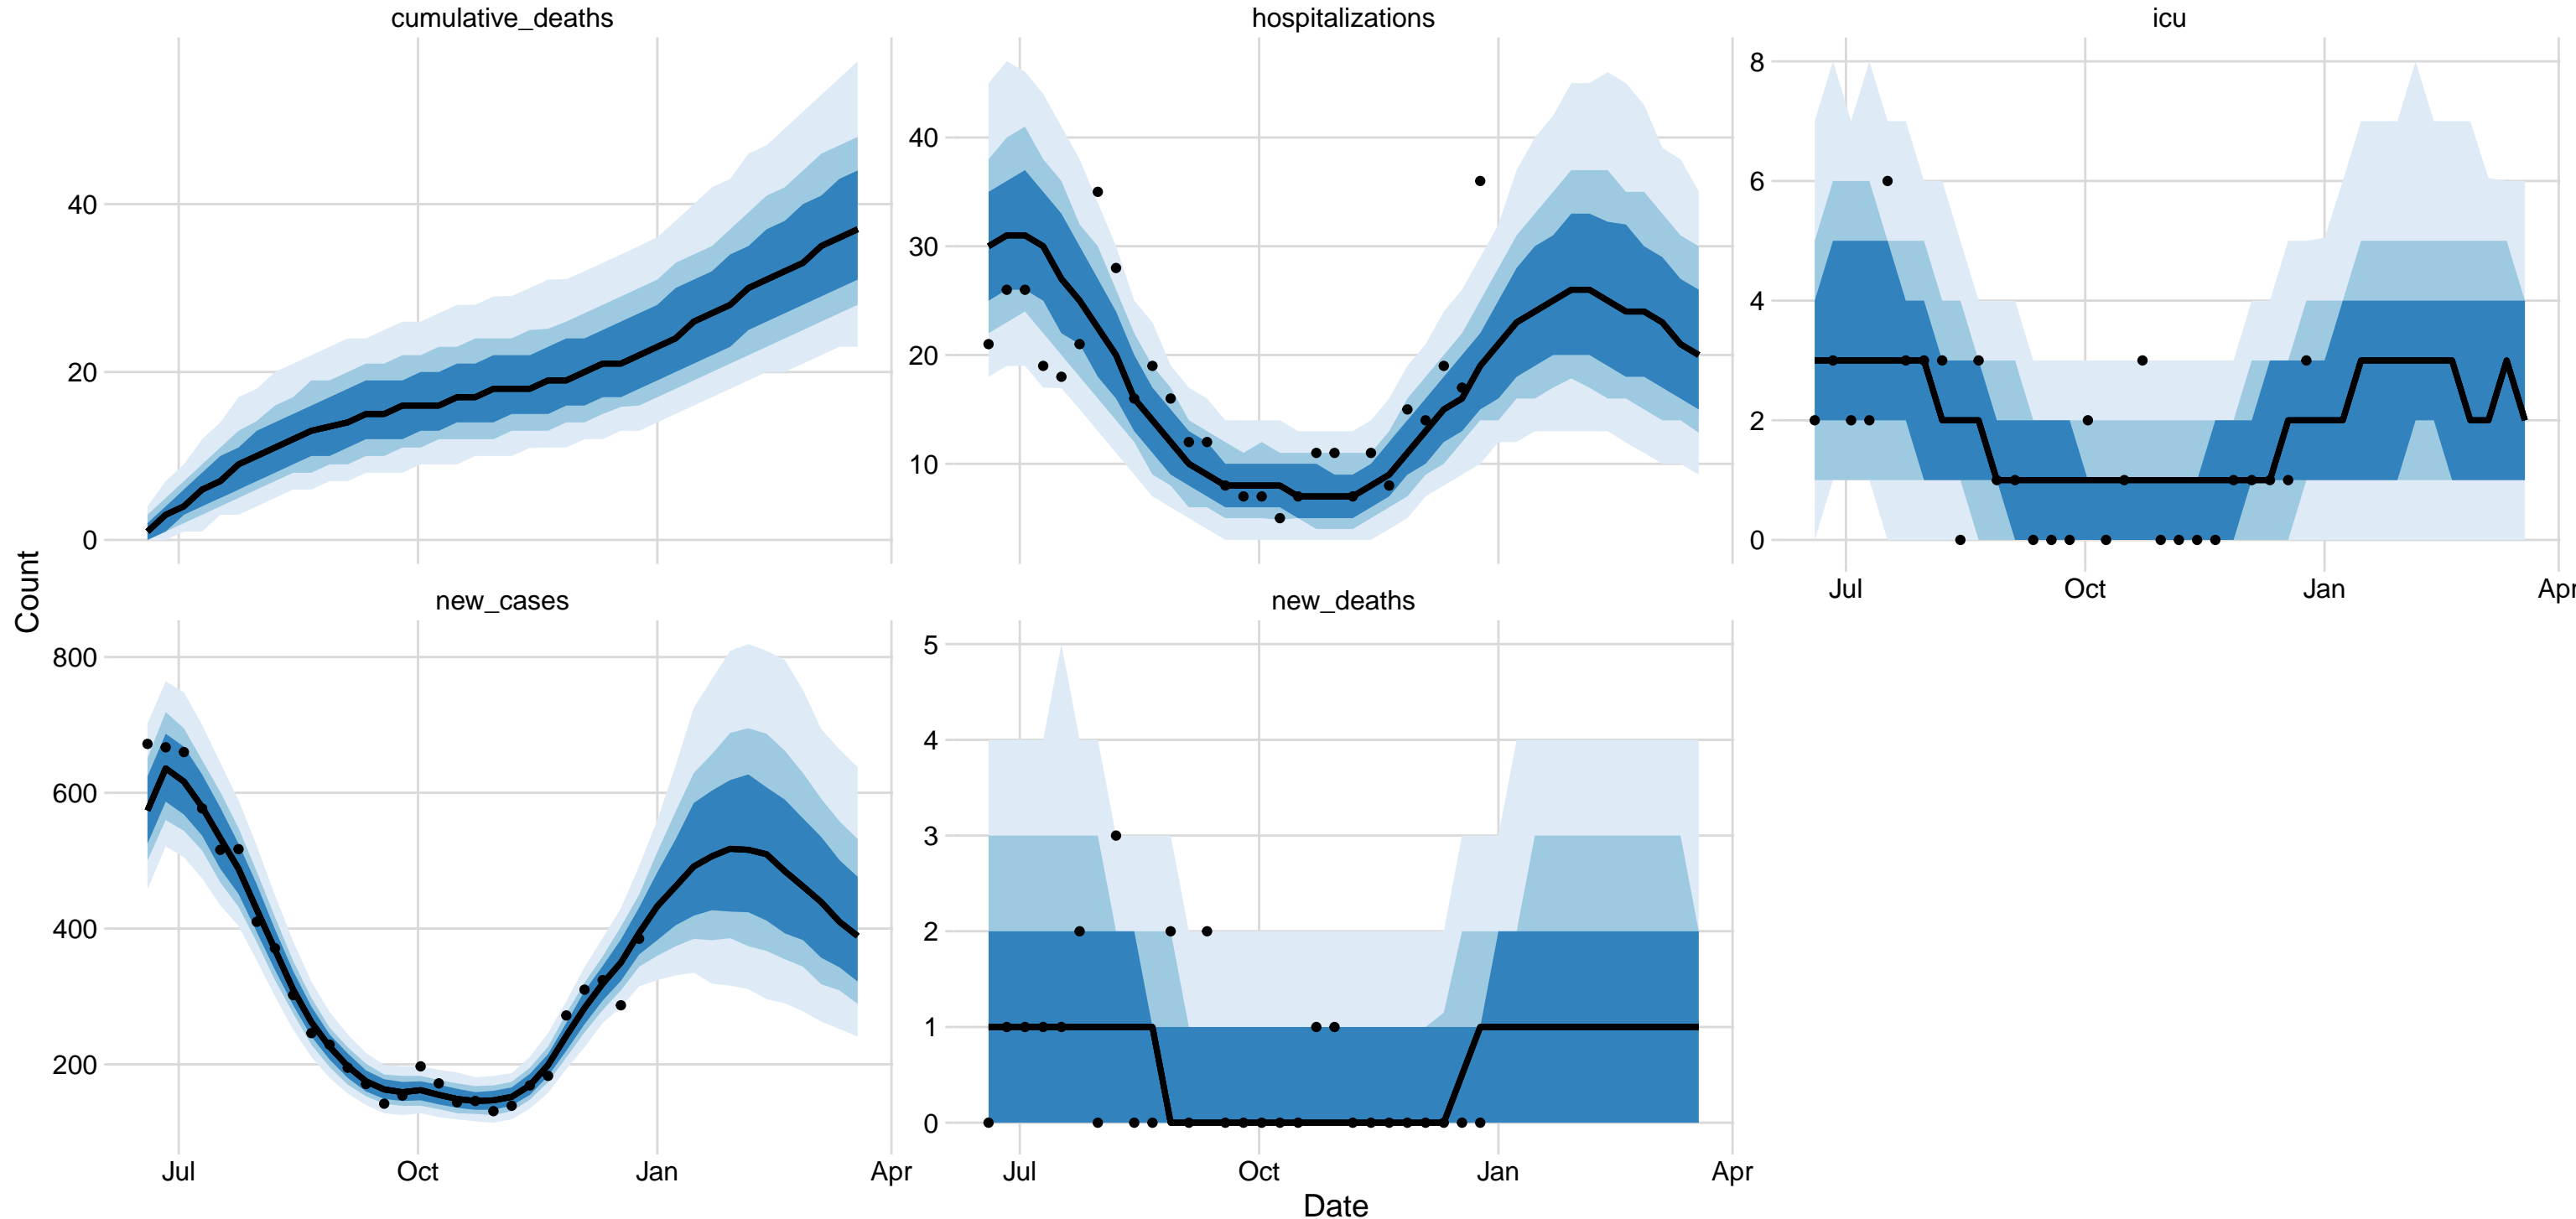 cumulative_deaths
hospitalizations
icu
40
20
0
40
30
20
10
8
6
4
2
0
Jul Oct Jan Apr
Count
new_cases
new_deaths
800
600
400
200
5
4
3
2
1
0
Jul Oct Jan Apr
Jul Oct Jan Apr
Date